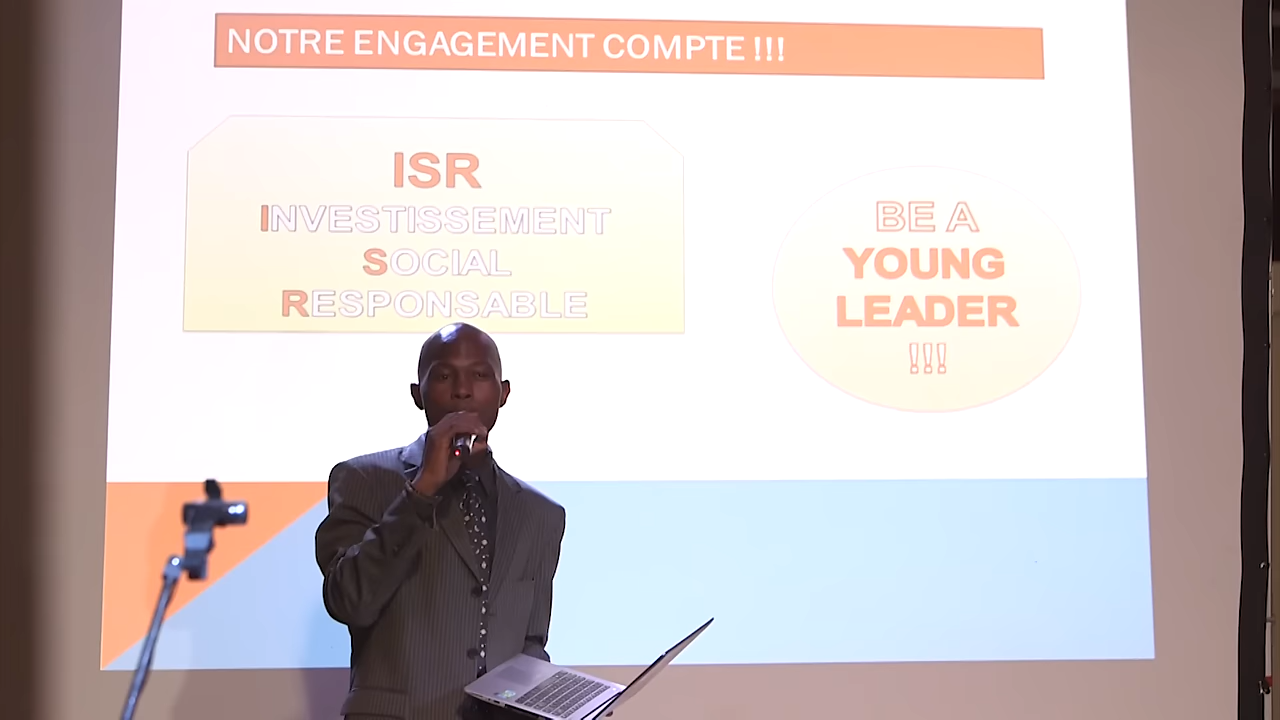 NOTRE ENGAGEMENT COMPTE !!!
ISR
INVESTISSEMENT
SOCIAL
RESPONSABLE
BE A
YOUNG
LEADER
!!!